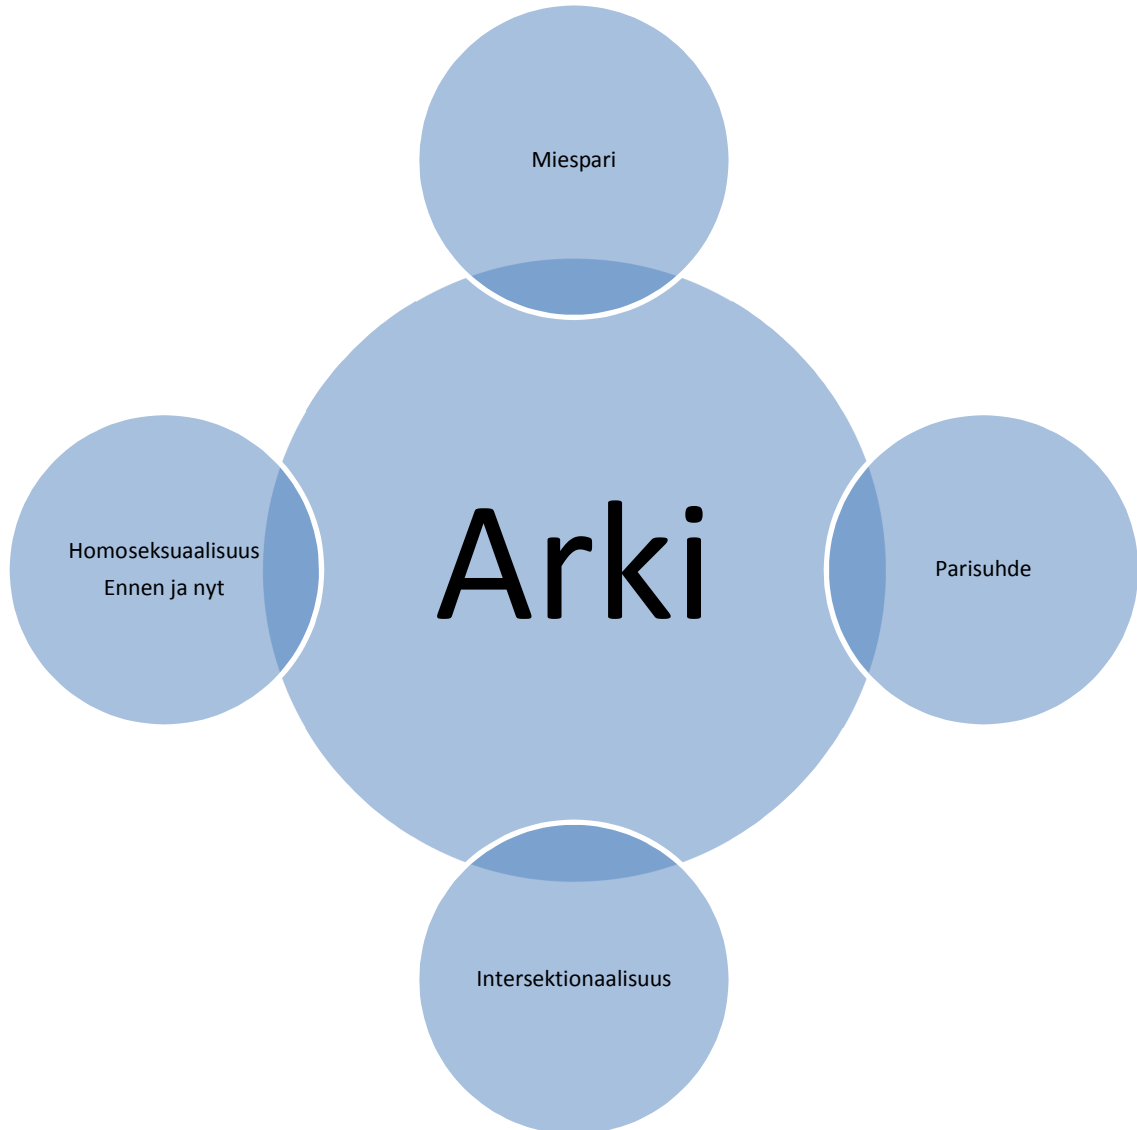 Miespari
Homoseksuaalisuus
Ennen ja nyt
Arki
Parisuhde
Intersektionaalisuus